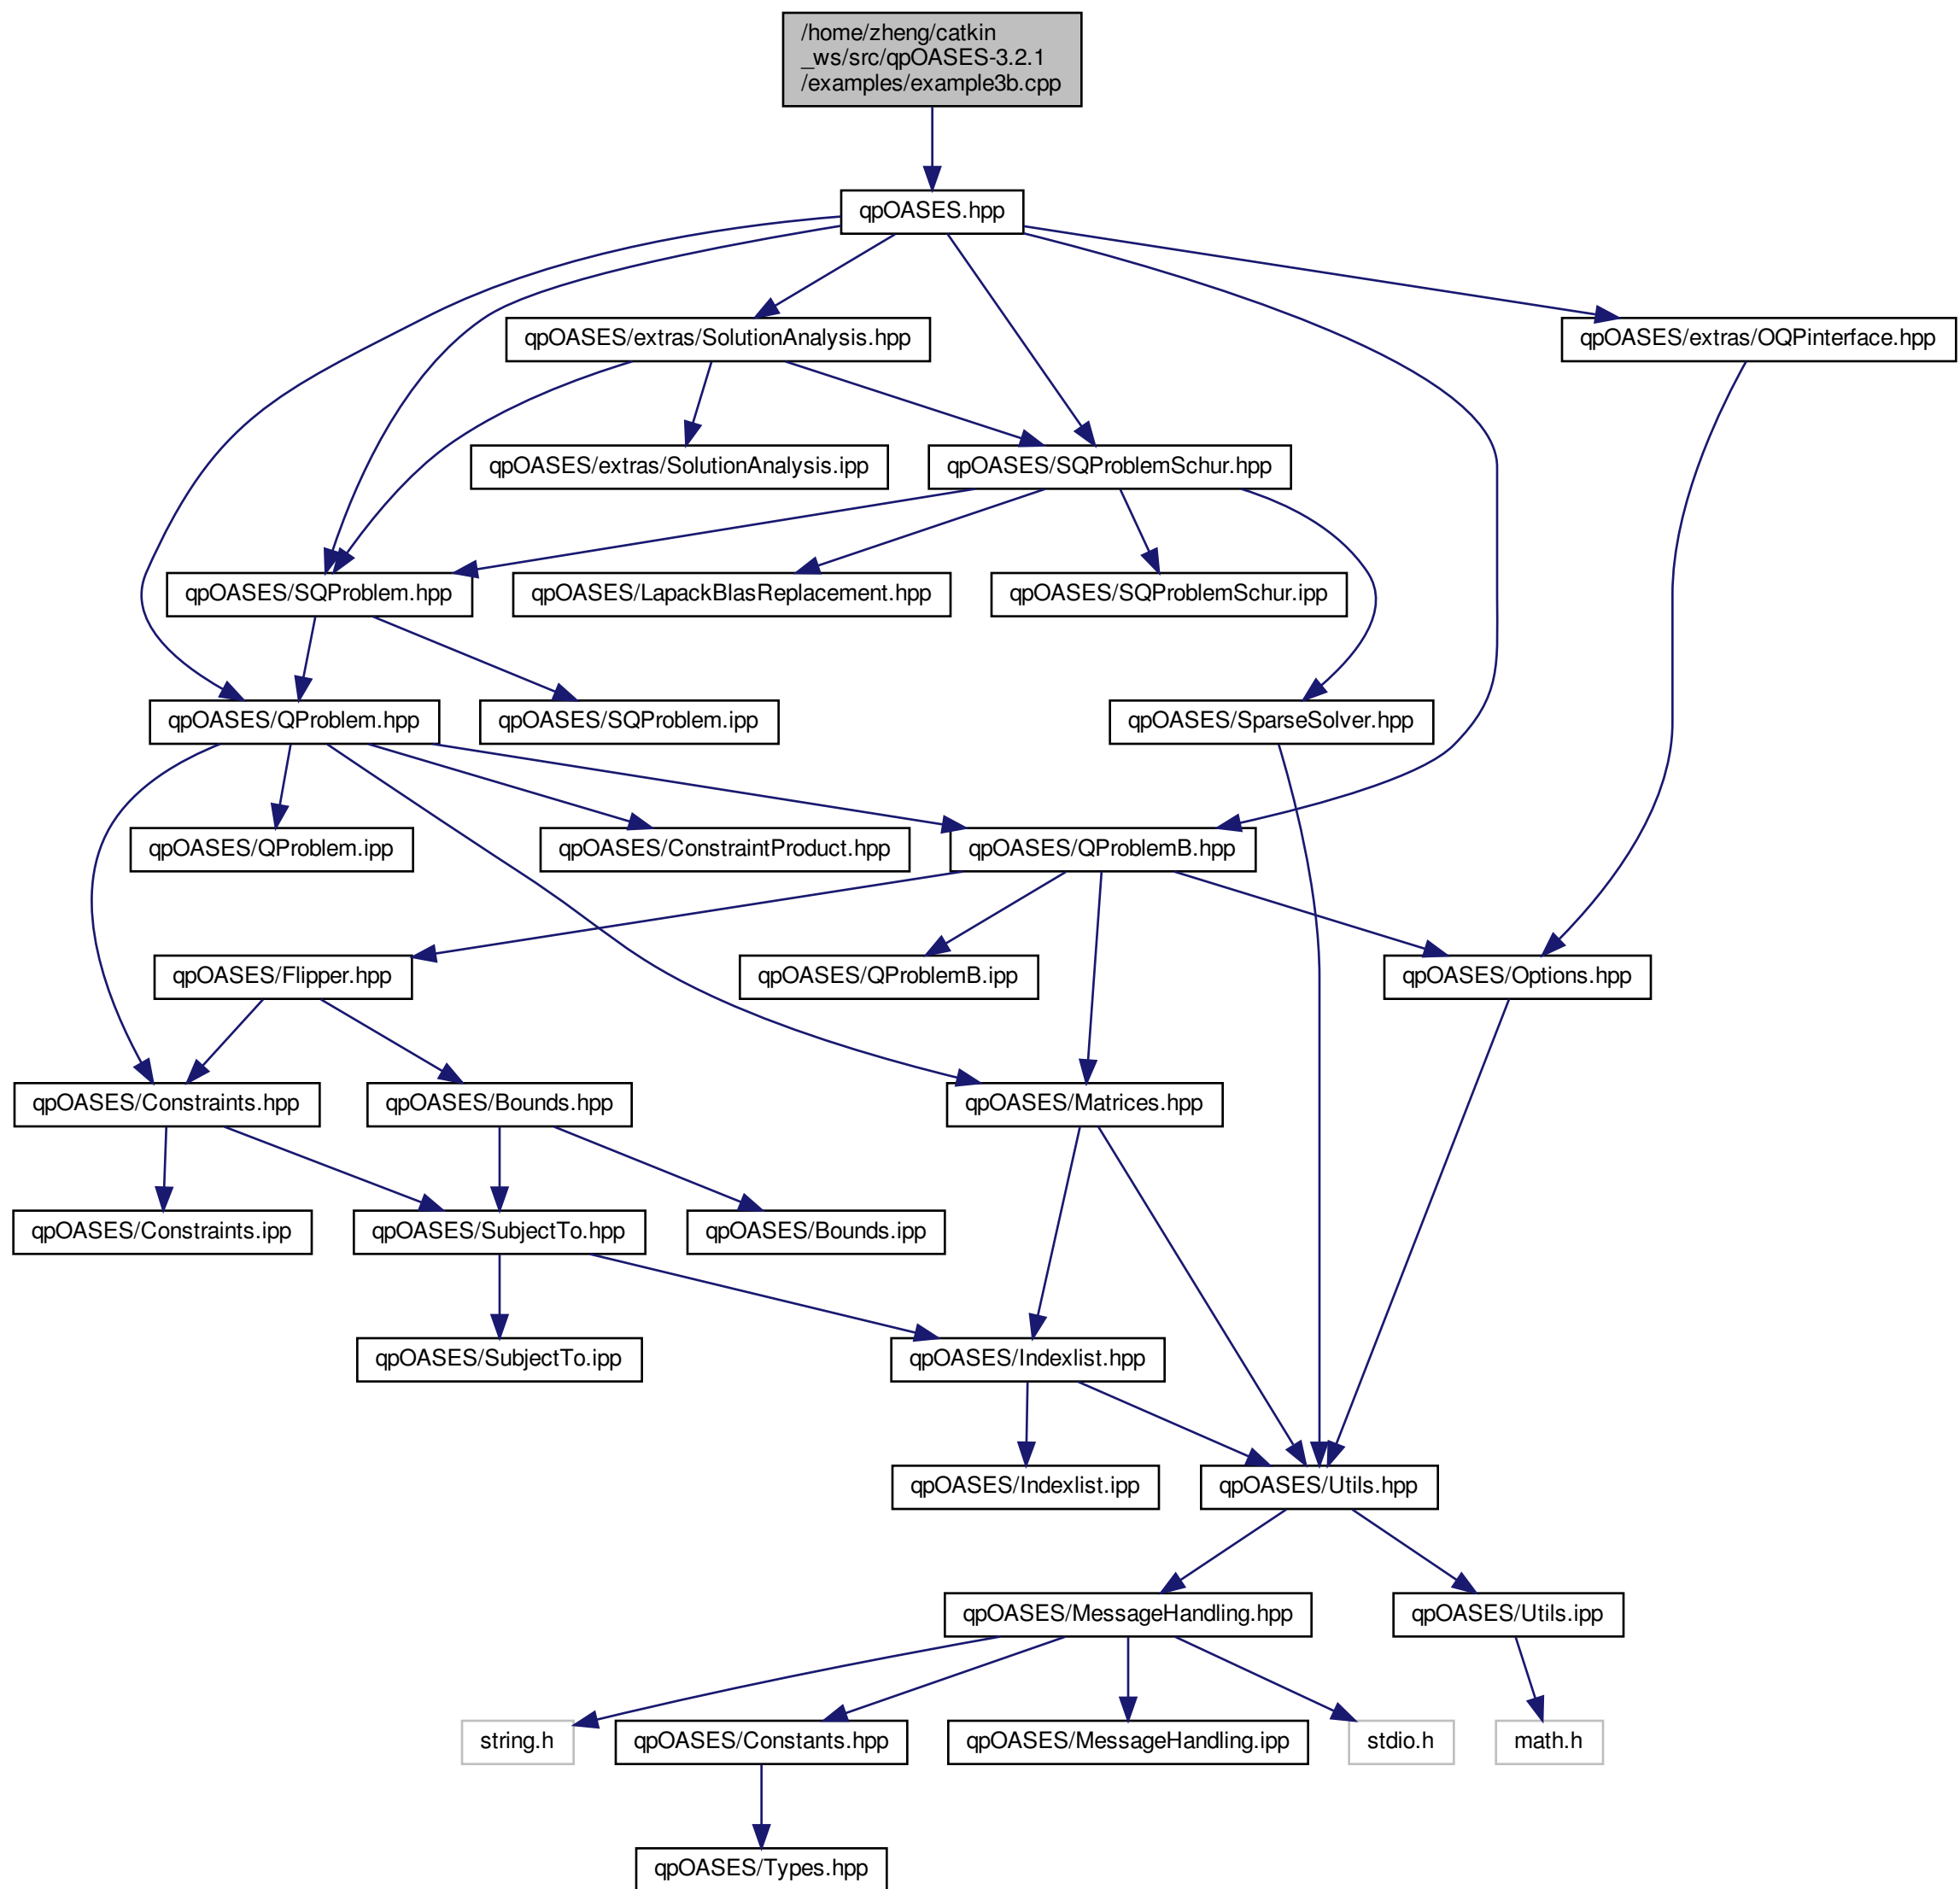 /home/zheng/catkin
_ws/src/qpOASES-3.2.1
/examples/example3b.cpp
qpOASES.hpp
qpOASES/extras/SolutionAnalysis.hpp
qpOASES/extras/OQPinterface.hpp
qpOASES/extras/SolutionAnalysis.ipp
qpOASES/SQProblemSchur.hpp
qpOASES/SQProblem.hpp
qpOASES/LapackBlasReplacement.hpp
qpOASES/SQProblemSchur.ipp
qpOASES/QProblem.hpp
qpOASES/SQProblem.ipp
qpOASES/SparseSolver.hpp
qpOASES/QProblem.ipp
qpOASES/ConstraintProduct.hpp
qpOASES/QProblemB.hpp
qpOASES/Flipper.hpp
qpOASES/QProblemB.ipp
qpOASES/Options.hpp
qpOASES/Constraints.hpp
qpOASES/Bounds.hpp
qpOASES/Matrices.hpp
qpOASES/Constraints.ipp
qpOASES/SubjectTo.hpp
qpOASES/Bounds.ipp
qpOASES/SubjectTo.ipp
qpOASES/Indexlist.hpp
qpOASES/Indexlist.ipp
qpOASES/Utils.hpp
qpOASES/MessageHandling.hpp
qpOASES/Utils.ipp
string.h
qpOASES/Constants.hpp
qpOASES/MessageHandling.ipp
stdio.h
math.h
qpOASES/Types.hpp